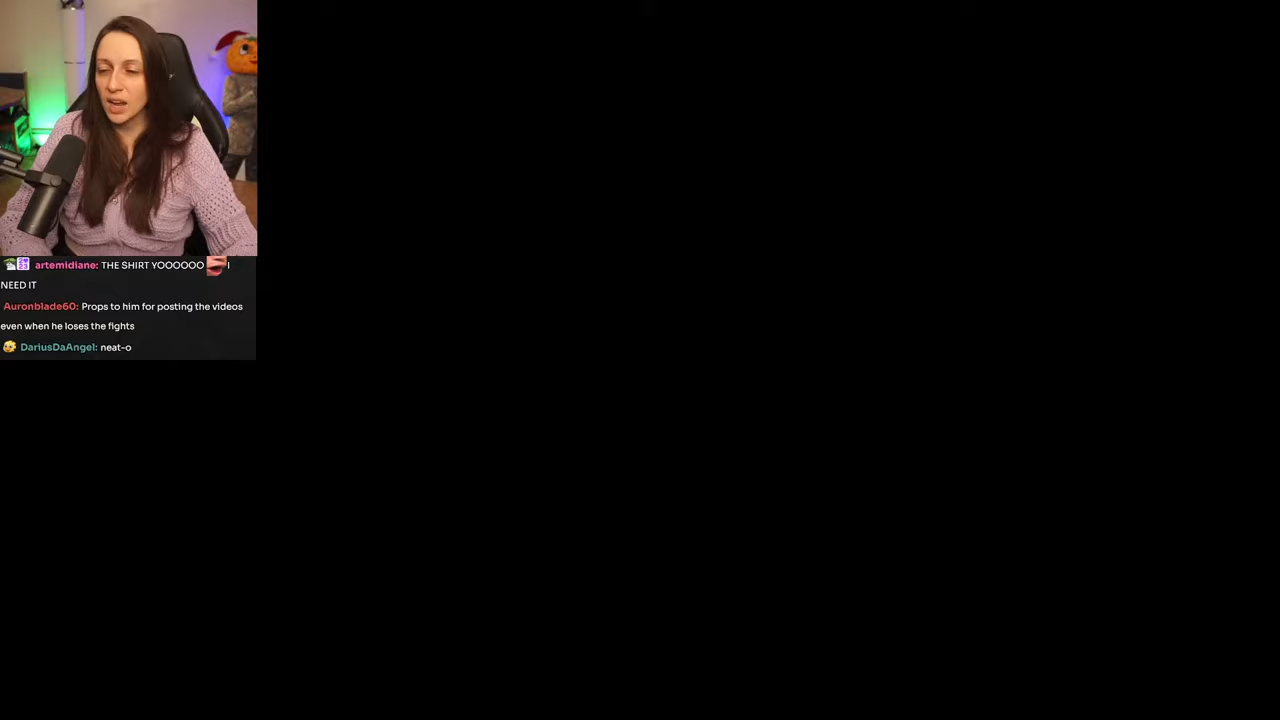 artemidiane: THE SHIRT YOOOOOO I
NEED IT
Auronblade60: Props to him for posting the videos
even when he loses the fights
DariusDaAngel: neat-o